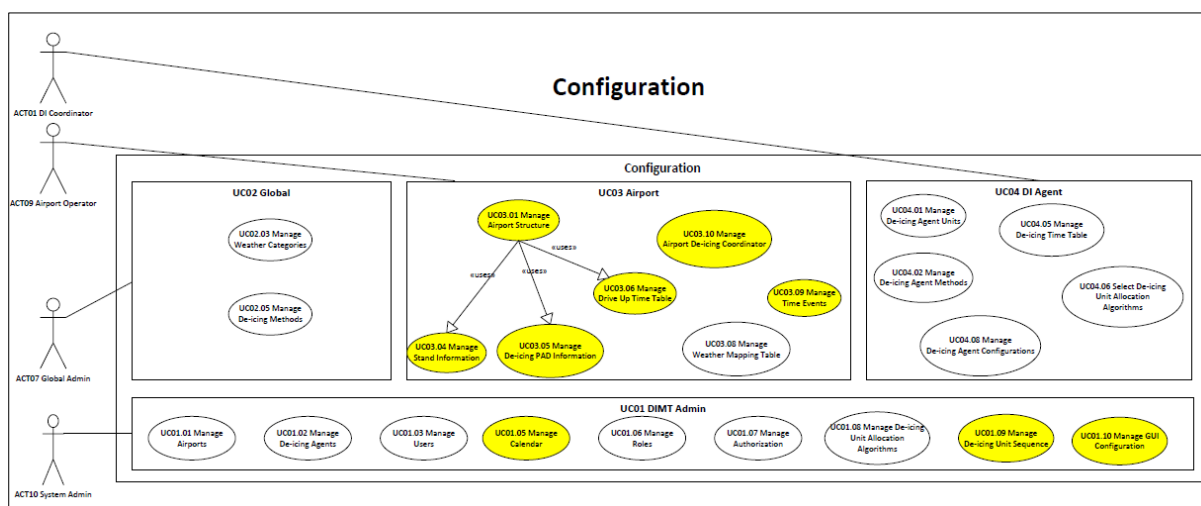 Configuration
ACT01 DI Coordinator
ACT09 Airport Operator
ACT07 Global Admin
ACT10 System Admin
Configuration
UC02 Global
UC02.03 Manage
Weather Categories
UC02.05 Manage
De-icing Methods
UC03 Airport
UC03.01 Manage
Airport Structure
UC03.10 Manage
Airport De-icing Coordinator
«uses»
«uses»
«uses»
UC03.06 Manage
Drive Up Time Table
UC03.09 Manage
Time Events
UC03.04 Manage
Stand Information
UC03.05 Manage
De-icing PAD Information
UC03.08 Manage
Weather Mapping Table
UC04 DI Agent
UC04.01 Manage
De-icing Agent Units
UC04.05 Manage
De-icing Time Table
UC04.02 Manage
De-icing Agent Methods
UC04.06 Select De-icing
Unit Allocation
Algorithms
UC04.08 Manage
De-icing Agent Configurations
UC01 DIMT Admin
UC01.01 Manage
Airports
UC01.02 Manage
De-icing Agents
UC01.03 Manage
Users
UC01.05 Manage
Calendar
UC01.06 Manage
Roles
UC01.07 Manage
Authorization
UC01.08 Manage De-icing
Unit Allocation
Algorithms
UC01.09 Manage
De-icing Unit Sequence
UC01.10 Manage GUI
Configuration